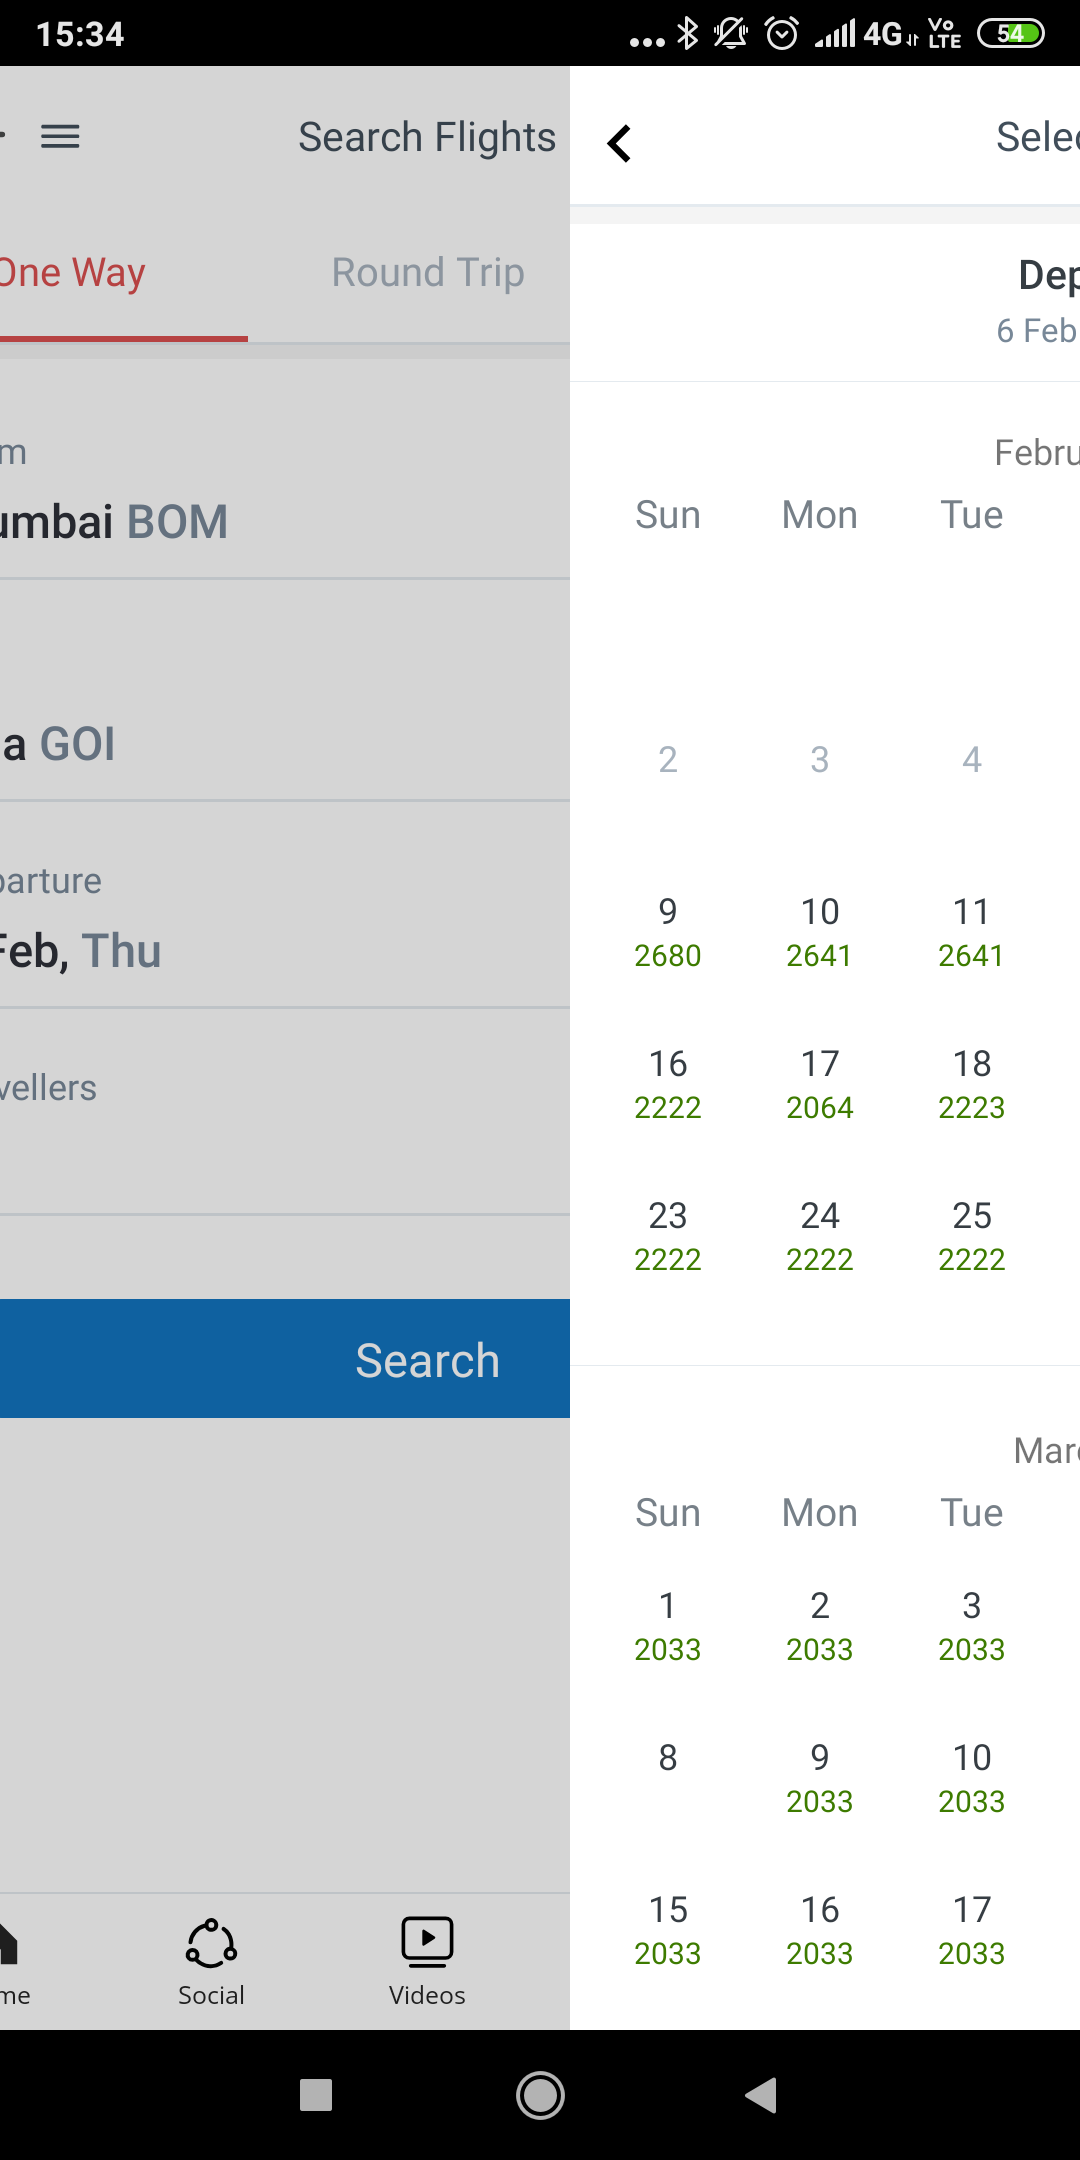 15:34
4G
Vo
LTE
54
Search Flights
One Way
Round Trip
m
umbai BOM
a GOI
parture
Feb, Thu
vellers
Search
me
Social
Videos
Selec
Dep
6 Feb
Febru
Sun Mon Tue
2 3 4
9 10 11
2680 2641 2641
16 17 18
2222 2064 2223
23 24 25
2222 2222 2222
Marc
Sun Mon Tue
1 2 3
2033 2033 2033
8 9 10
2033 2033
15 16 17
2033 2033 2033